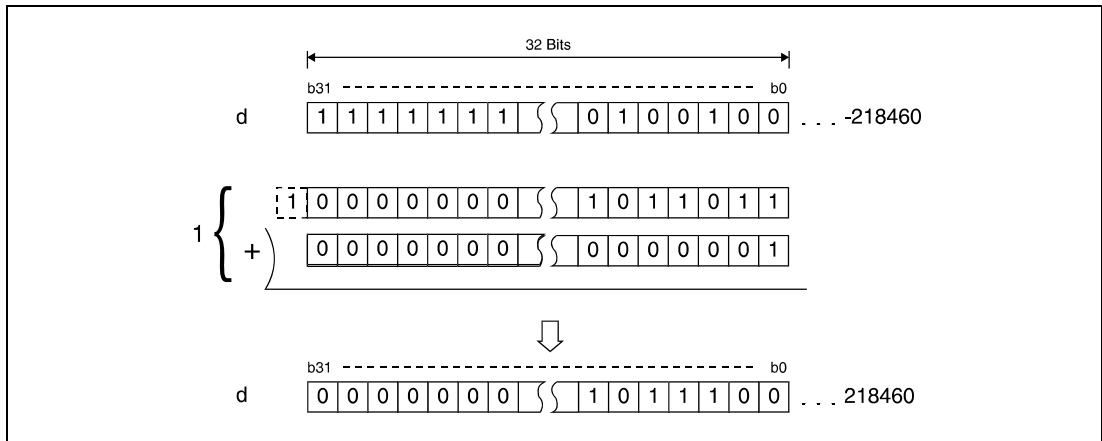 32 Bits
b31 b0
d 1 1 1 1 1 1 1 0 1 0 0 1 0 0 . . . -218460
1 0 0 0 0 0 0 0 1 0 1 1 0 1 1
1 {
+ 0 0 0 0 0 0 0 0 0 0 0 0 0 1
b31 b0
d 0 0 0 0 0 0 0 1 0 1 1 1 0 0 . . . 218460